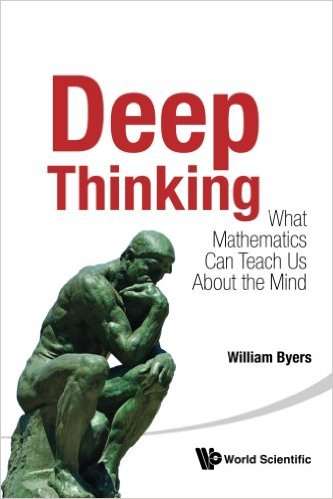 Deep
Thinking
What
Mathematics
Can Teach Us
About the Mind
William Byers
World Scientific